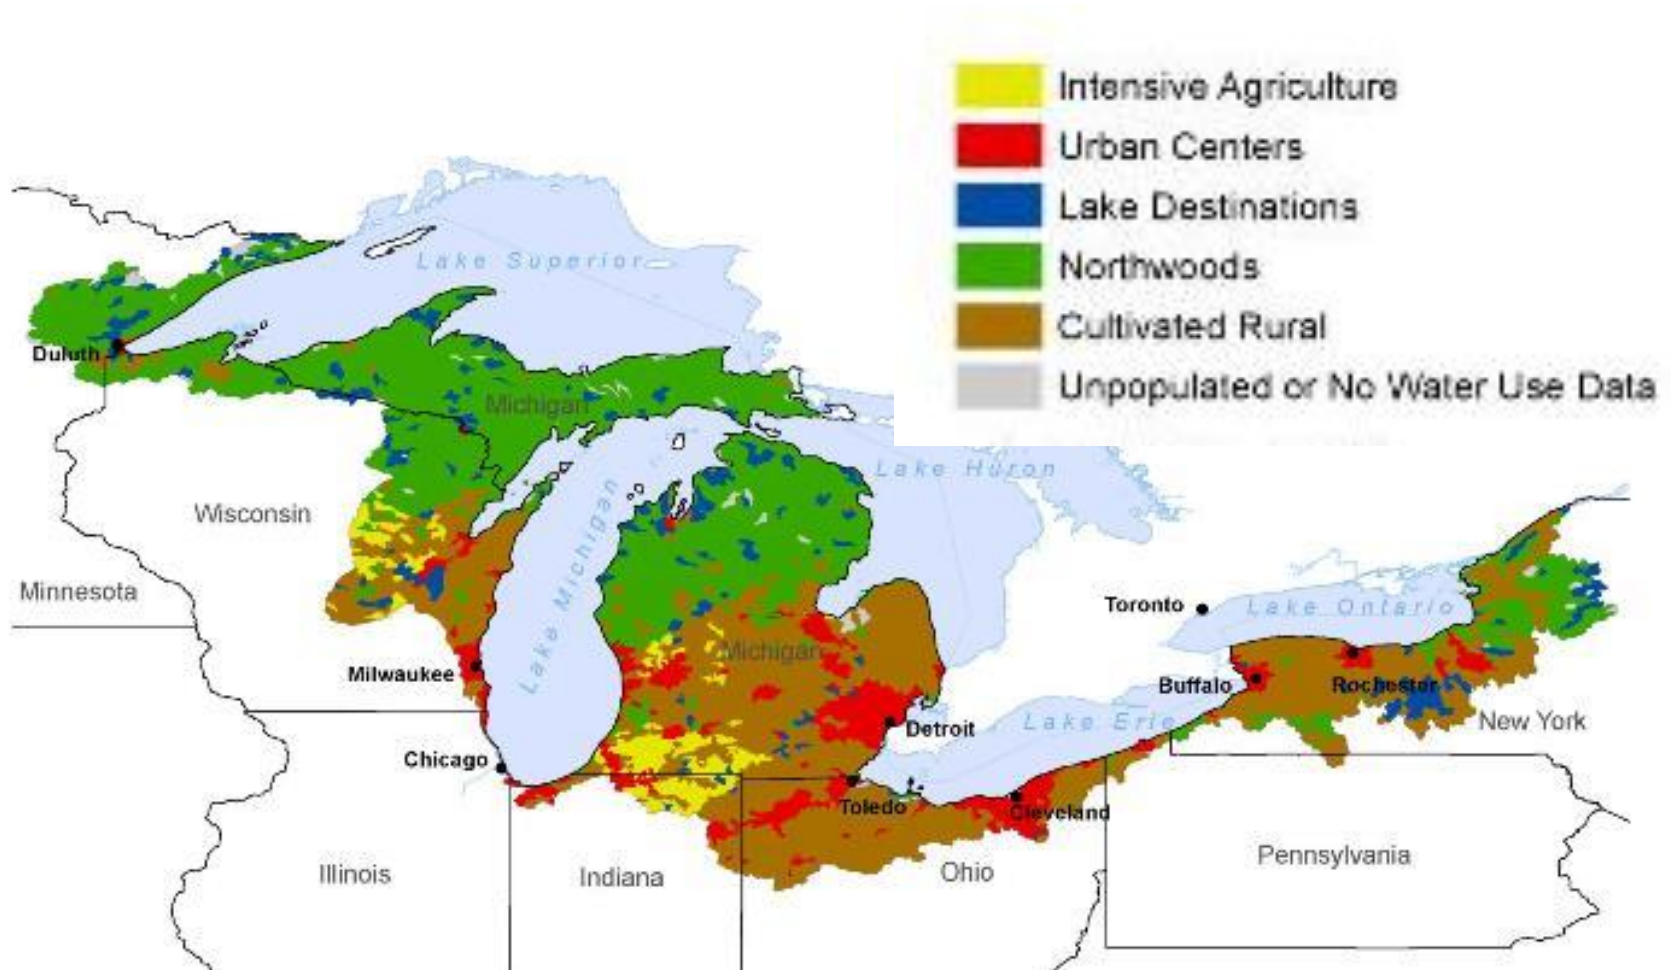 Intensive Agriculture
Urban Centers
Lake Destinations
Northwoods
Cultivated Rural
Unpopulated or No Water Use Data
Lake Superior
Duluth
Michigan
Lake Huron
Lake Michigan
Wisconsin
Minnesota
Toronto
Lake Ontario
Michigan
Milwaukee
Buffalo
Rochester
Lake Erie
New York
Detroit
Chicago
Toledo
Cleveland
Illinois
Indiana
Ohio
Pennsylvania